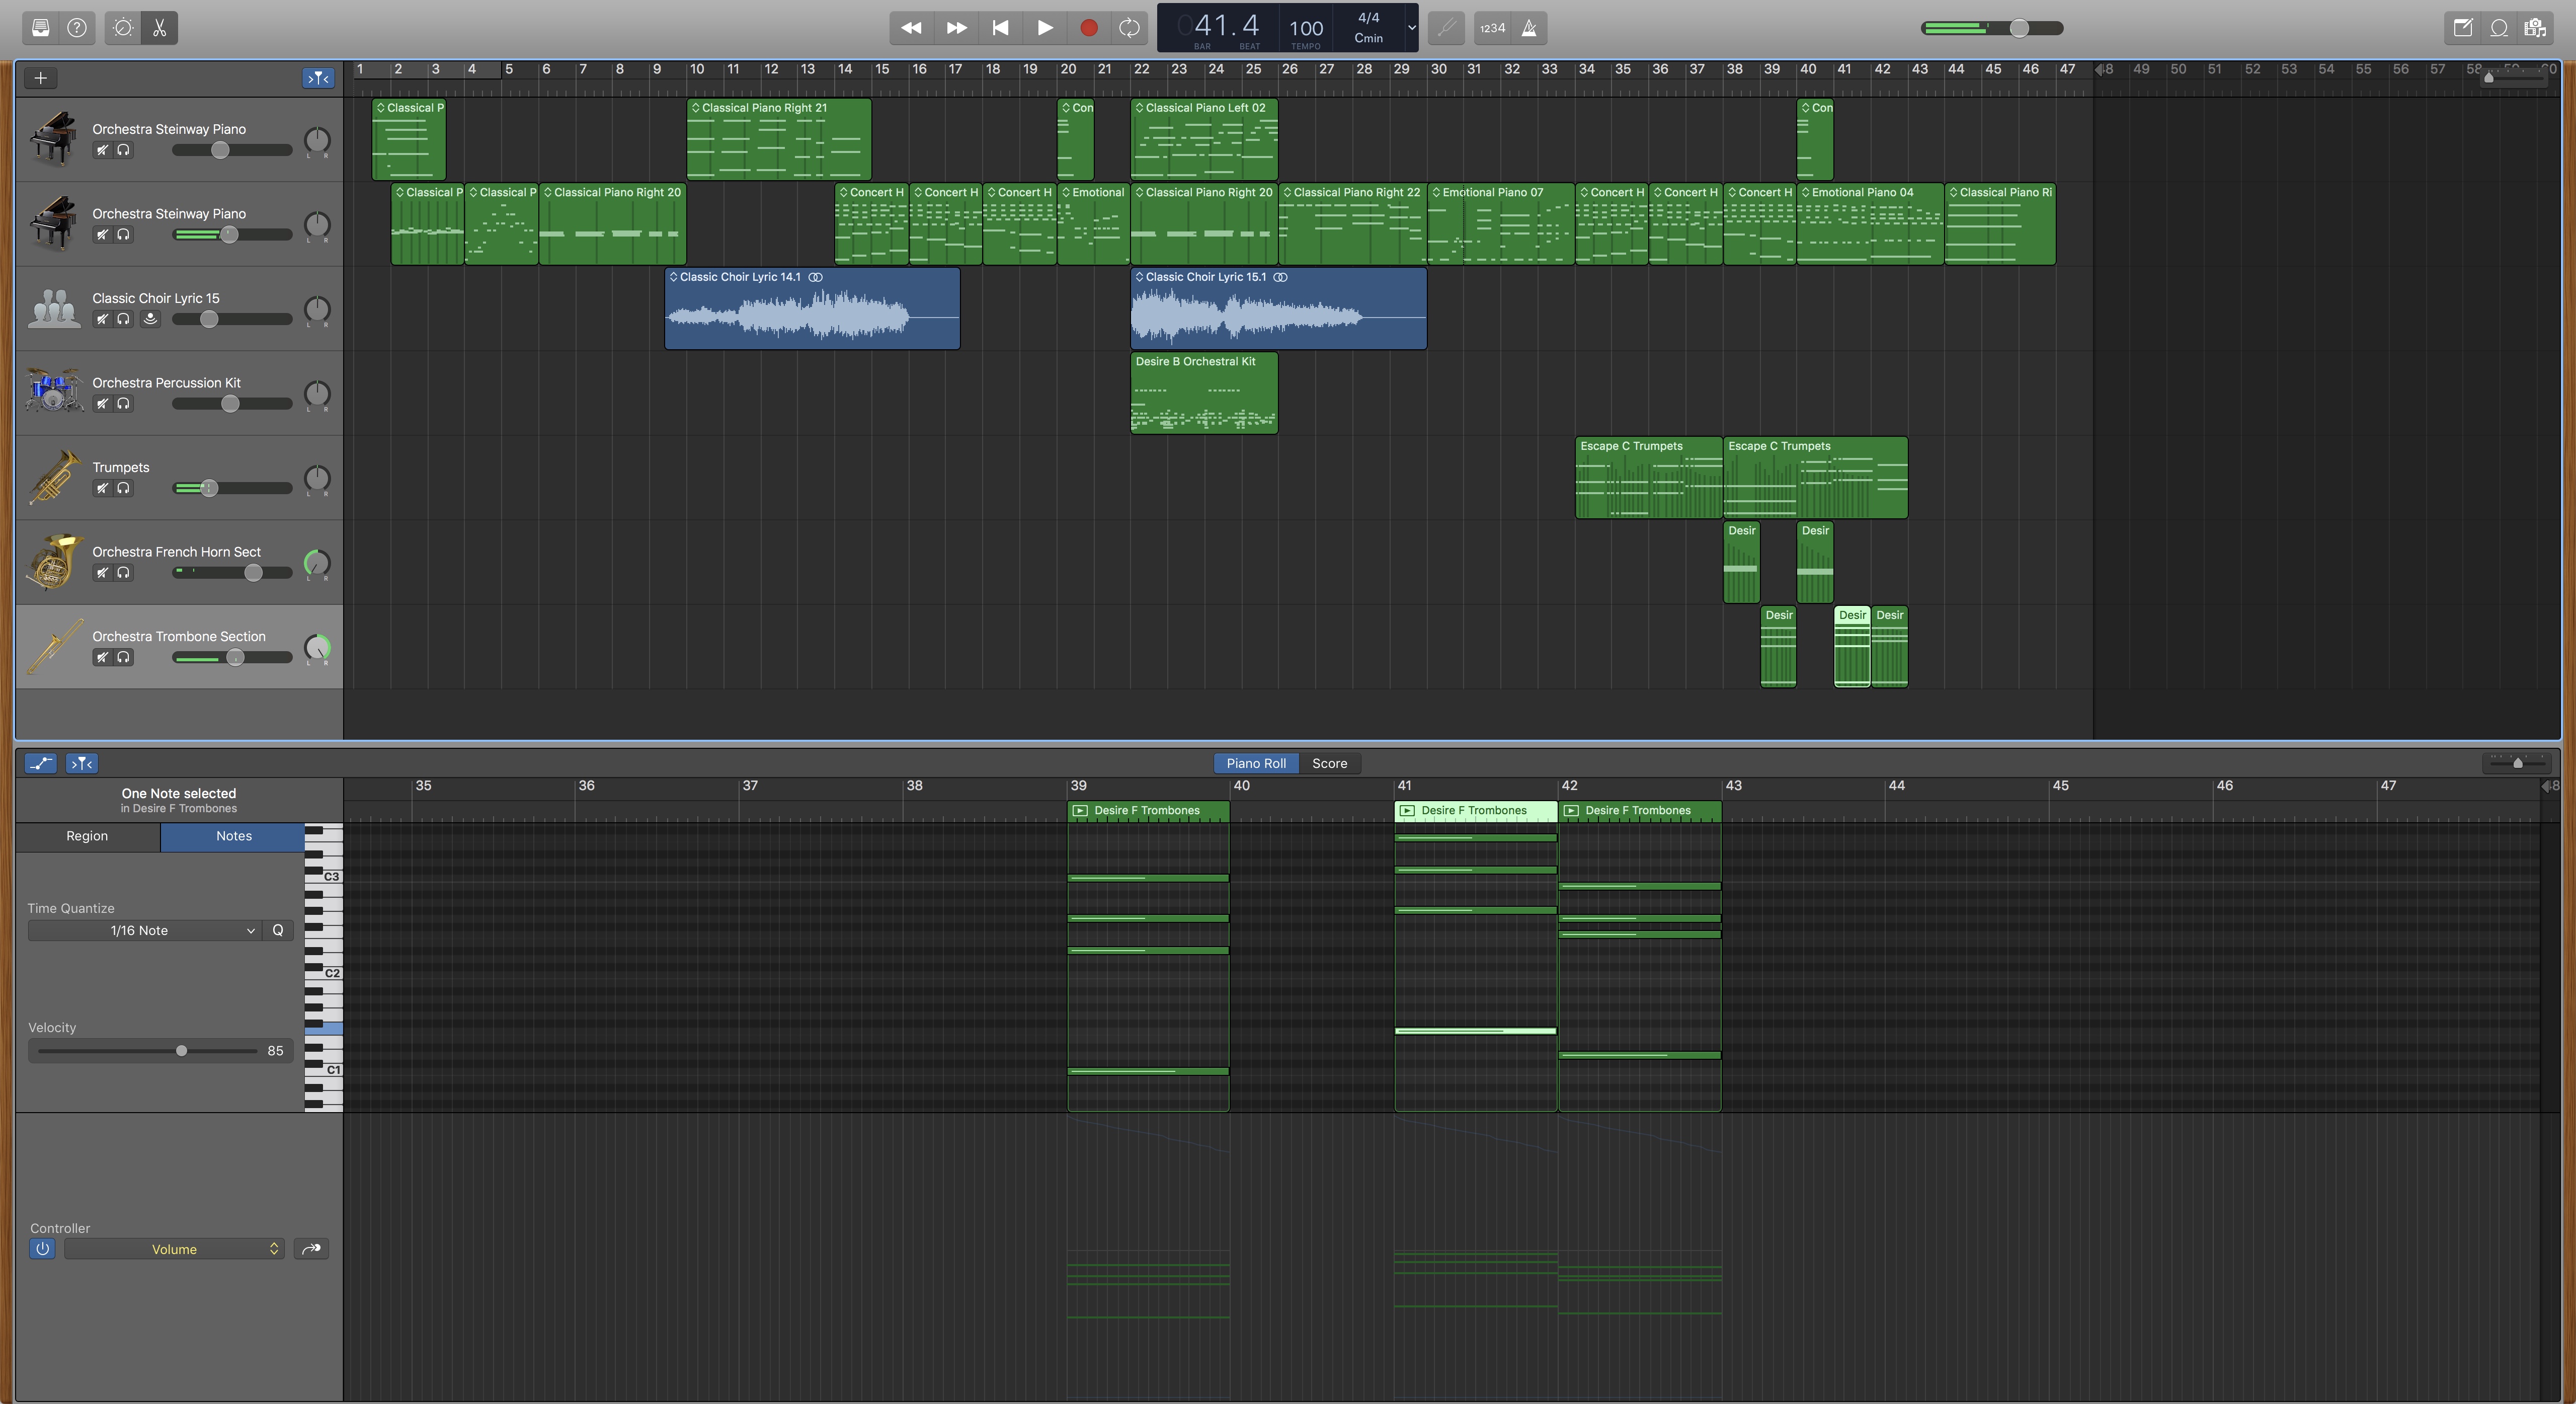 041.4 100 4/4
Cmin
BAR BEAT TEMPO
1234
1 2 3 4 5 6 7 8 9 10 11 12 13 14 15 16 17 18 19 20 21 22 23 24 25 26 27 28 29 30 31 32 33 34 35 36 37 38 39 40 41 42 43 44 45 46 47 48 49 50 51 52 53 54 55 56 57 58 59 60
Orchestra Steinway Piano
L R
Classical P
Classical Piano Right 21
Con
Classical Piano Left 02
Con
Orchestra Steinway Piano
L R
Classical P
Classical P
Classical Piano Right 20
Concert H
Concert H
Concert H
Emotional
Classical Piano Right 20
Classical Piano Right 22
Emotional Piano 07
Concert H
Concert H
Concert H
Emotional Piano 04
Classical Piano Ri
Classic Choir Lyric 15
L R
Classic Choir Lyric 14.1
Classic Choir Lyric 15.1
Orchestra Percussion Kit
L R
Desire B Orchestral Kit
Trumpets
L R
Escape C Trumpets
Escape C Trumpets
Orchestra French Horn Sect
L R
Desir
Desir
Orchestra Trombone Section
L R
Desir
Desir
Desir
Piano Roll Score
35 36 37 38 39 40 41 42 43 44 45 46 47 48
One Note selected
in Desire F Trombones
Desire F Trombones
Desire F Trombones
Desire F Trombones
Region Notes
C3
Time Quantize
1/16 Note Q
C2
Velocity
85
C1
Controller
Volume